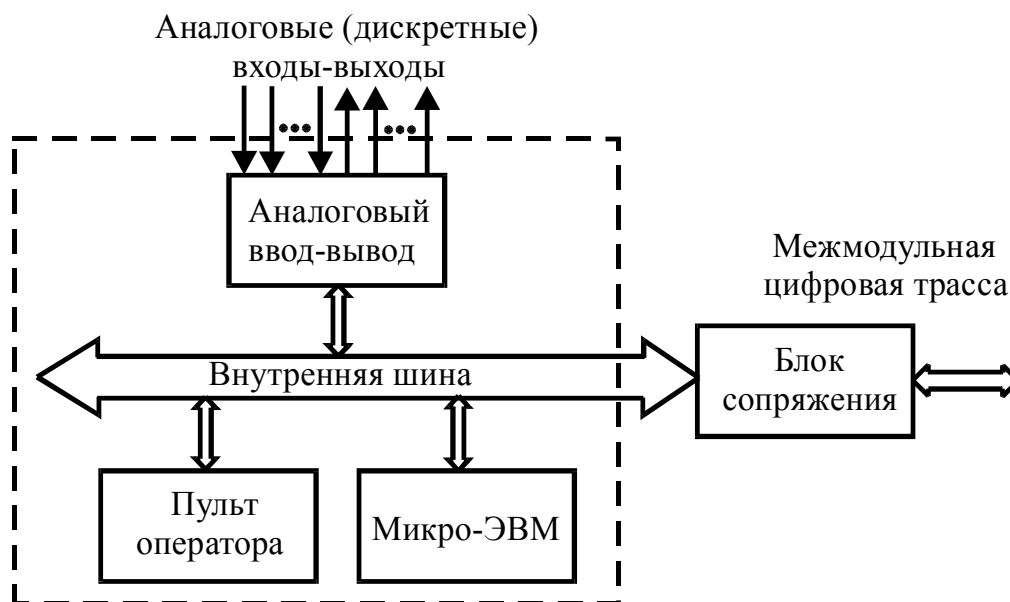 Аналоговые (дискретные)
входы-выходы
Аналоговый
ввод-вывод
Межмодульная
цифровая трасса
Внутренняя шина
Блок
сопряжения
Пульт
оператора
Микро-ЭВМ